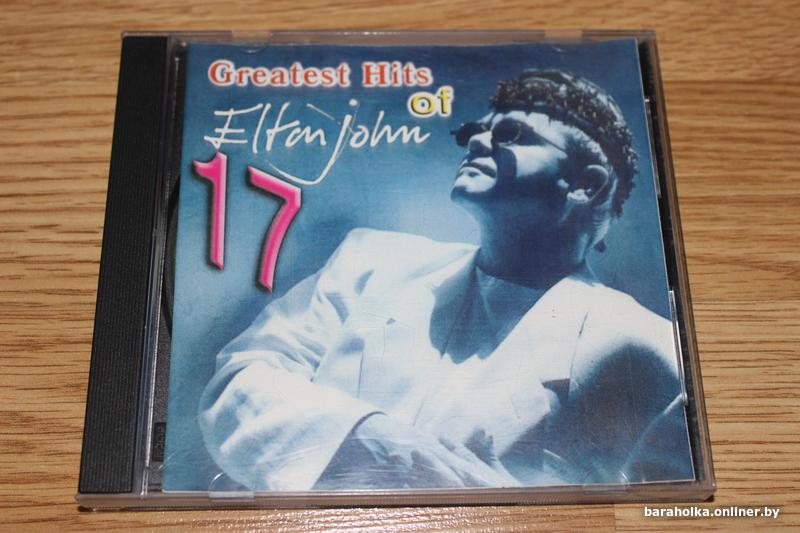 Greatest Hits
of
Elton john
17
baraholka.onliner.by